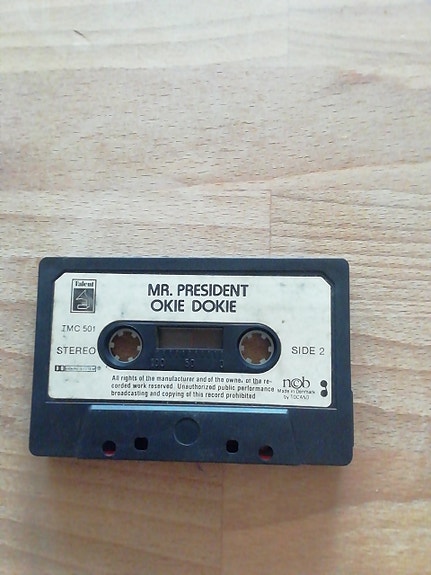 Talent
MR. PRESIDENT
OKIE DOKIE
TMC 501
STEREO
SIDE 2
100 50 0
All rights of the manufacturer and of the owner of the re-
corded work reserved. Unauthorized public performance
broadcasting and copying of this record prohibited
ncb
Made in Denmark
by TOCANO